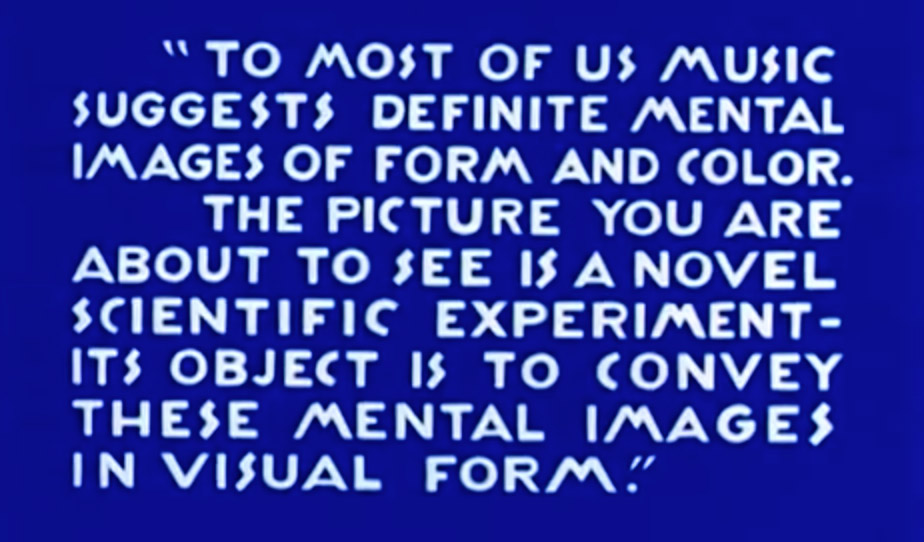 "TO MOST OF US MUSIC
SUGGESTS DEFINITE MENTAL
IMAGES OF FORM AND COLOR.
THE PICTURE YOU ARE
ABOUT TO SEE IS A NOVEL
SCIENTIFIC EXPERIMENT-
ITS OBJECT IS TO CONVEY
THESE MENTAL IMAGES
IN VISUAL FORM."